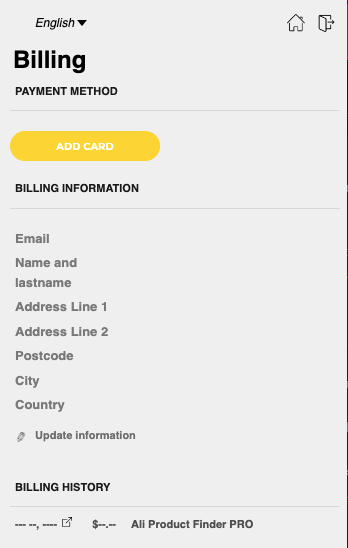 English
Billing
PAYMENT METHOD
ADD CARD
BILLING INFORMATION
Email
Name and
lastname
Address Line 1
Address Line 2
Postcode
City
Country
Update information
BILLING HISTORY
--- --, ---- $--.-- Ali Product Finder PRO